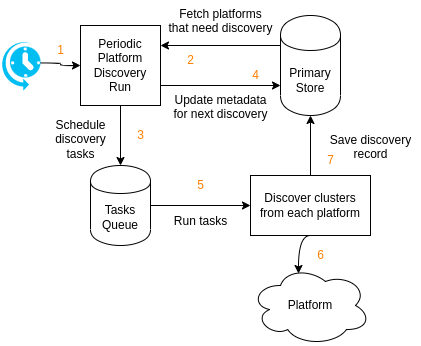 Fetch platforms
that need discovery
1
2
Periodic
Platform
Discovery
Run
Primary
Store
4
Update metadata
for next discovery
Schedule
discovery
tasks
3
Save discovery
record
7
5
Tasks
Queue
Run tasks
Discover clusters
from each platform
6
Platform